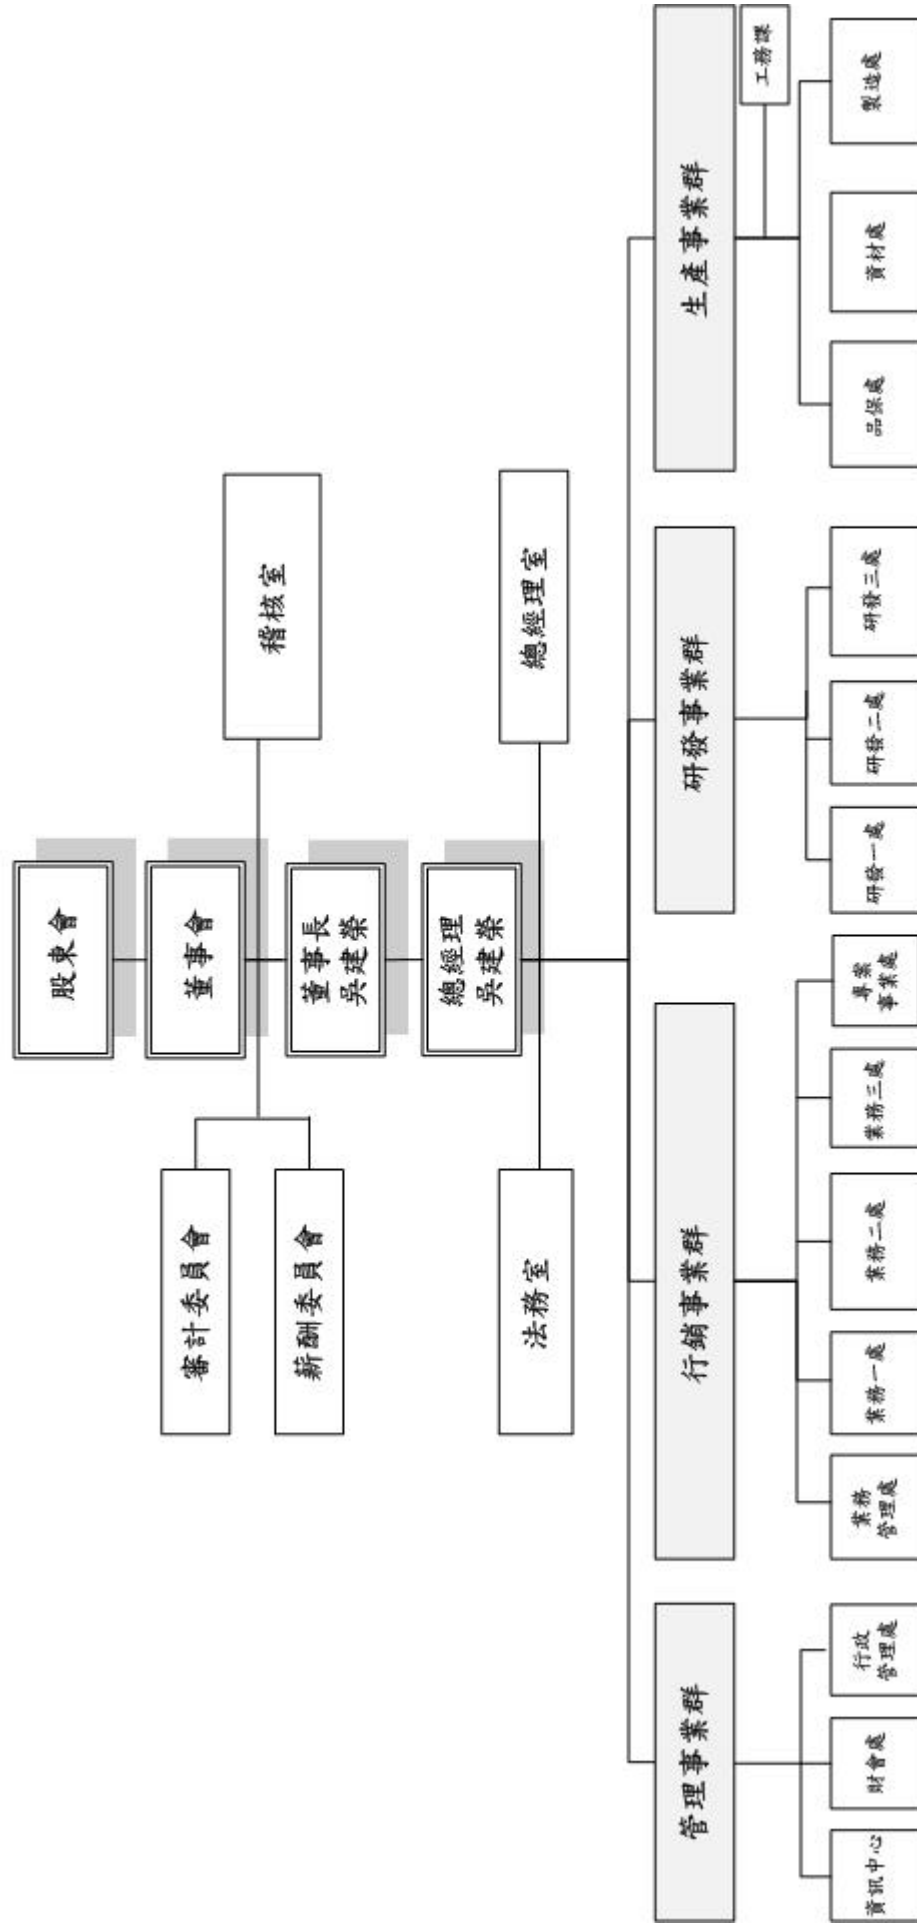 股東會
董事會
審計委員會
薪酬委員會
稽核室
董事長
吳建榮
總經理
吳建榮
法務室
總經理室
管理事業群
行銷事業群
研發事業群
生產事業群
工務課
資訊中心
財會處
行政
管理處
業務
管理處
業務一處
業務二處
業務三處
專業
事業處
研發一處
研發二處
研發三處
品保處
資材處
製造處